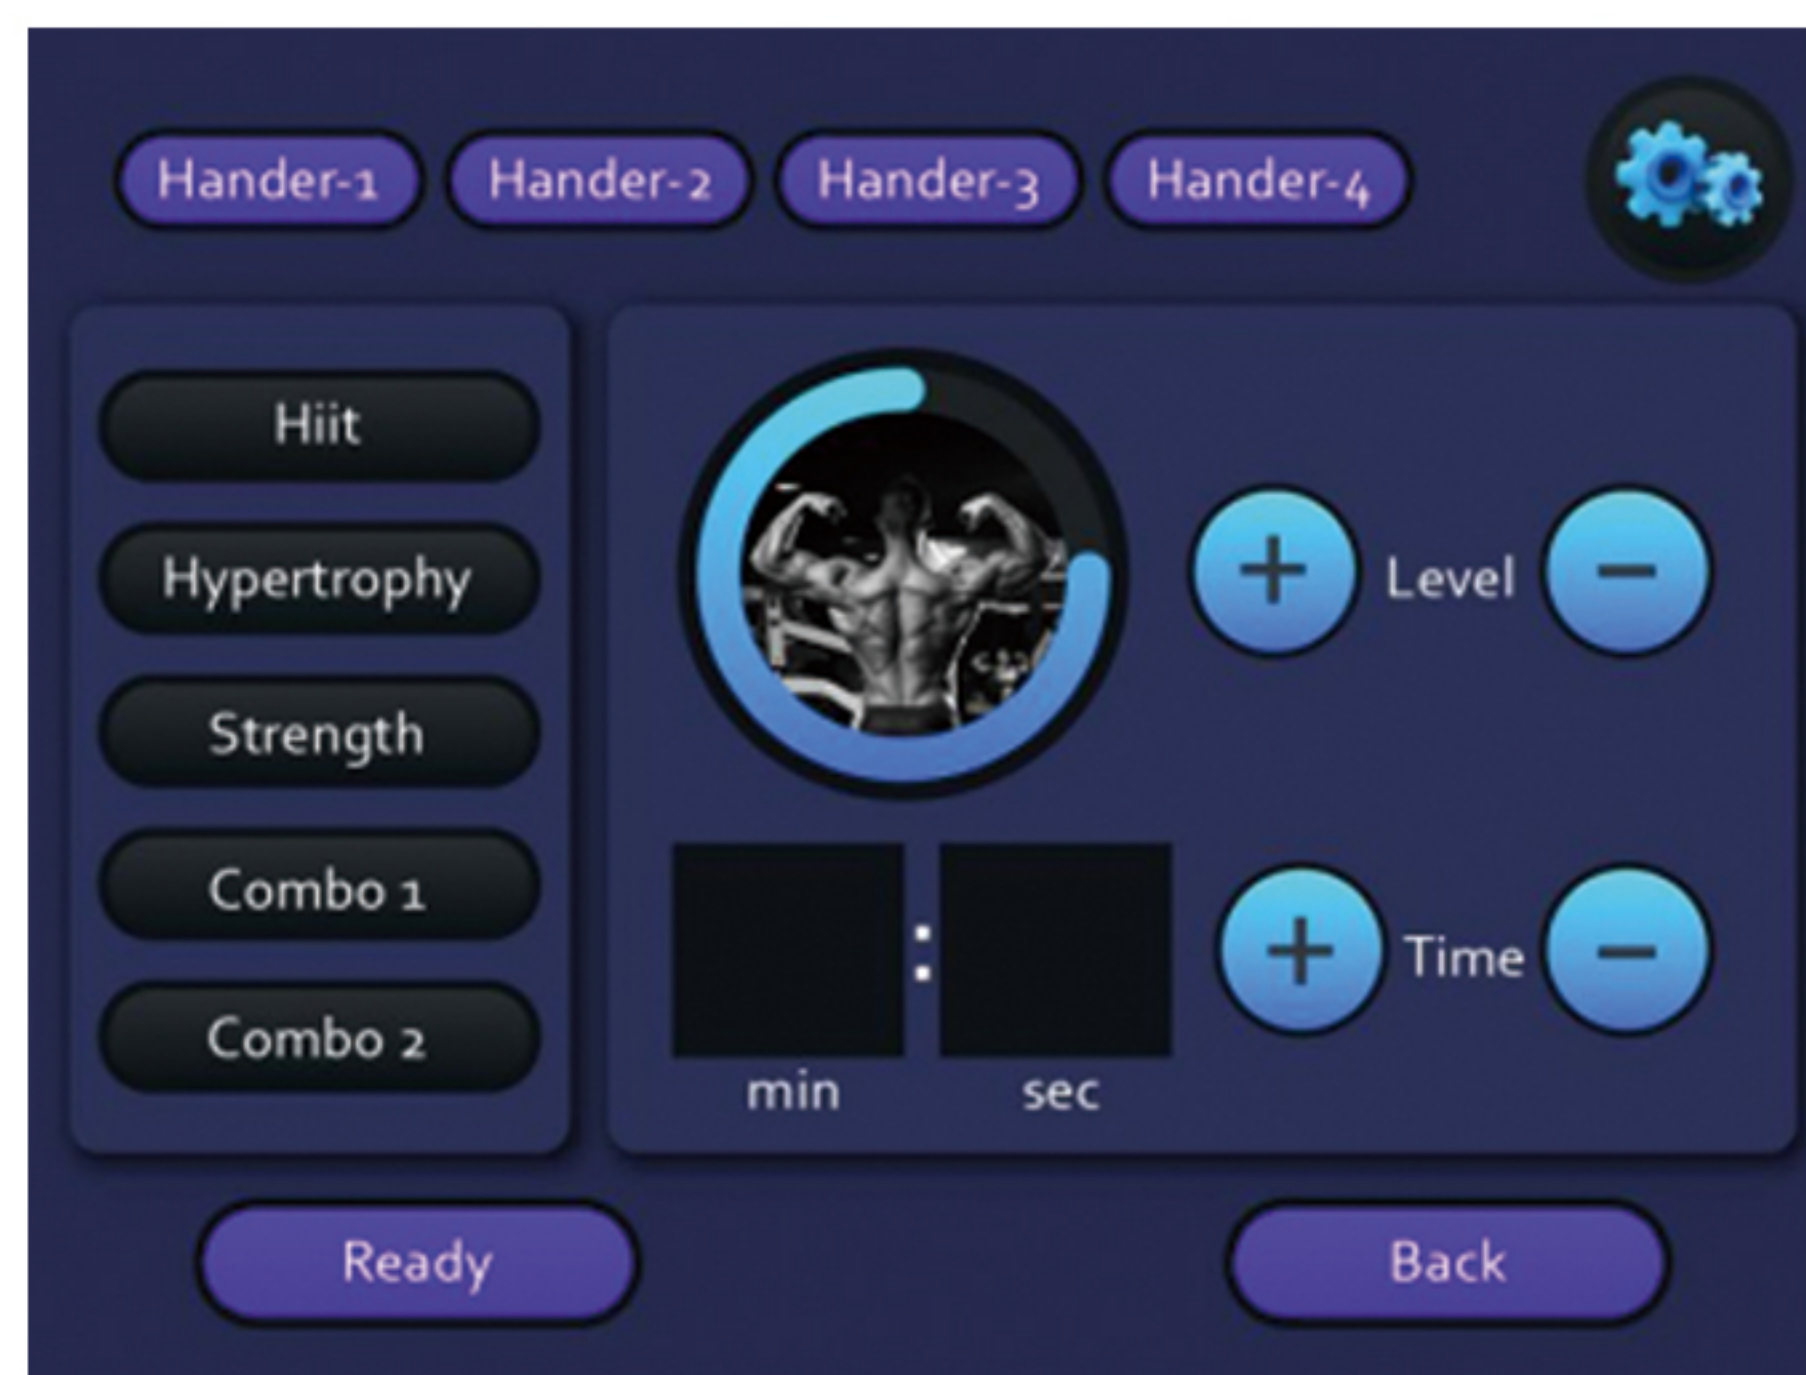 Hander-1 Hander-2 Hander-3 Hander-4
Hiit
Hypertrophy
Strength
Combo 1
Combo 2
+ Level −
:
min sec
+ Time −
Ready Back